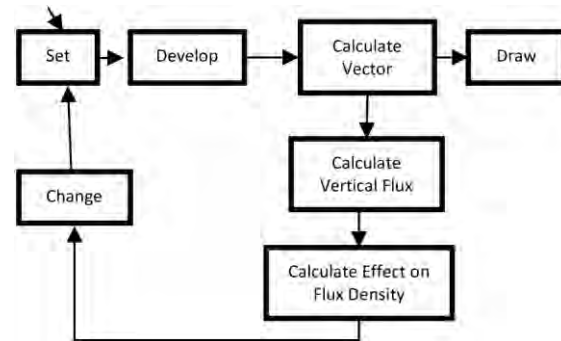 Set
Develop
Calculate
Vector
Draw
Calculate
Vertical Flux
Change
Calculate Effect on
Flux Density